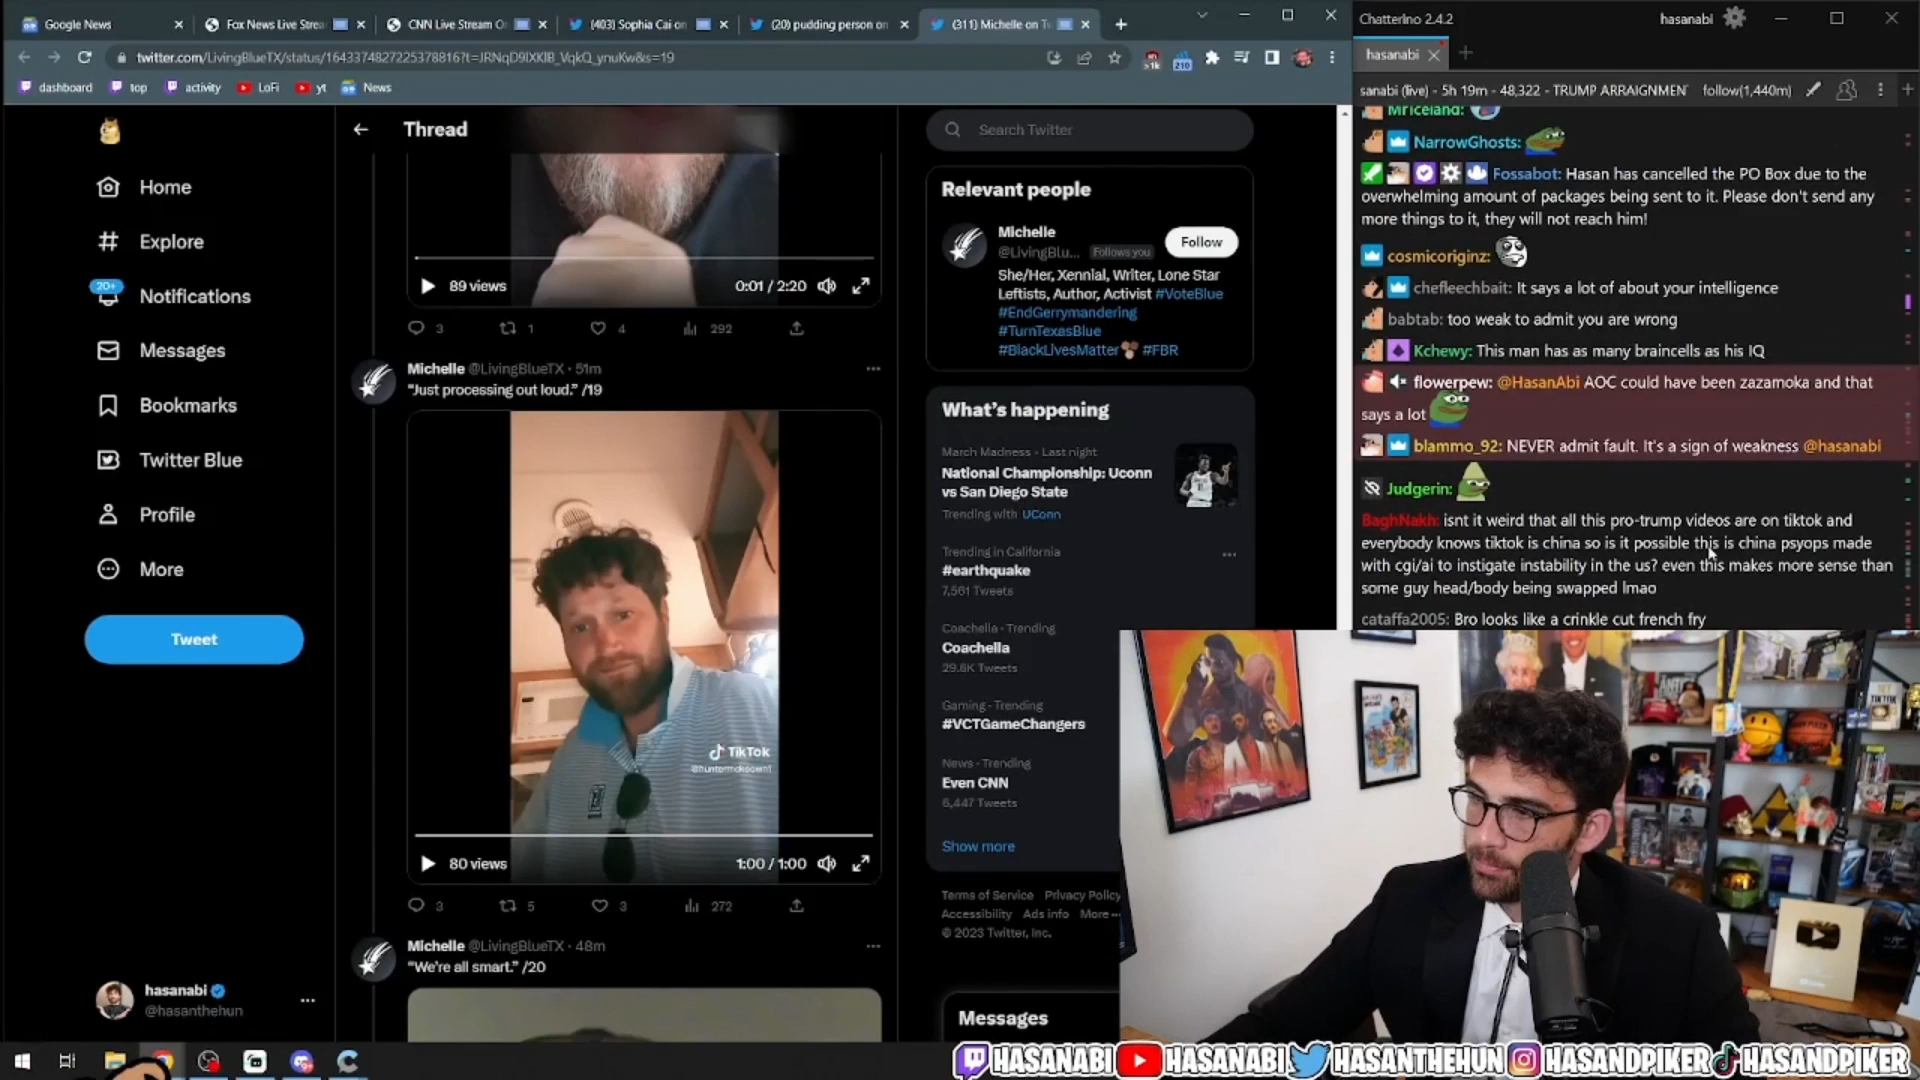 Google News
Fox News Live Strea
CNN Live Stream O
(403) Sophia Cai on
(20) pudding person on
(311) Michelle on Tw
twitter.com/LivingBlueTX/status/1643374827225378816?t=JRNqD9lXKlB_VqkQ_ynuKw&s=19
>1k
210
dashboard
top
activity
LoFi
yt
News
Home
Explore
20+
Notifications
Messages
Bookmarks
Twitter Blue
Profile
More
Tweet
hasanabi
@hasanthehun
Thread
89 views
0:01 / 2:20
3
1
4
292
Michelle @LivingBlueTX · 51m
"Just processing out loud." /19
TikTok
80 views
1:00 / 1:00
3
5
3
272
Michelle @LivingBlueTX · 48m
"We're all smart." /20
Search Twitter
Relevant people
Michelle
@LivingBlu... Follows you
Follow
She/Her, Xennial, Writer, Lone Star
Leftists, Author, Activist #VoteBlue
#EndGerrymandering
#TurnTexasBlue
#BlackLivesMatter #FBR
What's happening
March Madness · Last night
National Championship: Uconn
vs San Diego State
Trending with UConn
Trending in California
#earthquake
7,561 Tweets
Coachella · Trending
Coachella
29.6K Tweets
Gaming · Trending
#VCTGameChangers
News · Trending
Even CNN
6,447 Tweets
Show more
Terms of Service Privacy Policy
Accessibility Ads info More ···
© 2023 Twitter, Inc.
Messages
Chatterino 2.4.2
hasanabi
hasanabi
sanabi (live) - 5h 19m - 48,322 - TRUMP ARRAIGNMENT
follow(1,440m)
MrIceland:
NarrowGhosts:
Fossabot: Hasan has cancelled the PO Box due to the
overwhelming amount of packages being sent to it. Please don't send any
more things to it, they will not reach him!
cosmicoriginz:
chefleechbait: It says a lot of about your intelligence
babtab: too weak to admit you are wrong
Kchewy: This man has as many braincells as his IQ
flowerpew: @HasanAbi AOC could have been zazamoka and that
says a lot
blammo_92: NEVER admit fault. It's a sign of weakness @hasanabi
Judgerin:
BaghNakh: isnt it weird that all this pro-trump videos are on tiktok and
everybody knows tiktok is china so is it possible this is china psyops made
with cgi/ai to instigate instability in the us? even this makes more sense than
some guy head/body being swapped lmao
cataffa2005: Bro looks like a crinkle cut french fry
HASANABI
HASANABI
HASANTHEHUN
HASANDPIKER
HASANDPIKER